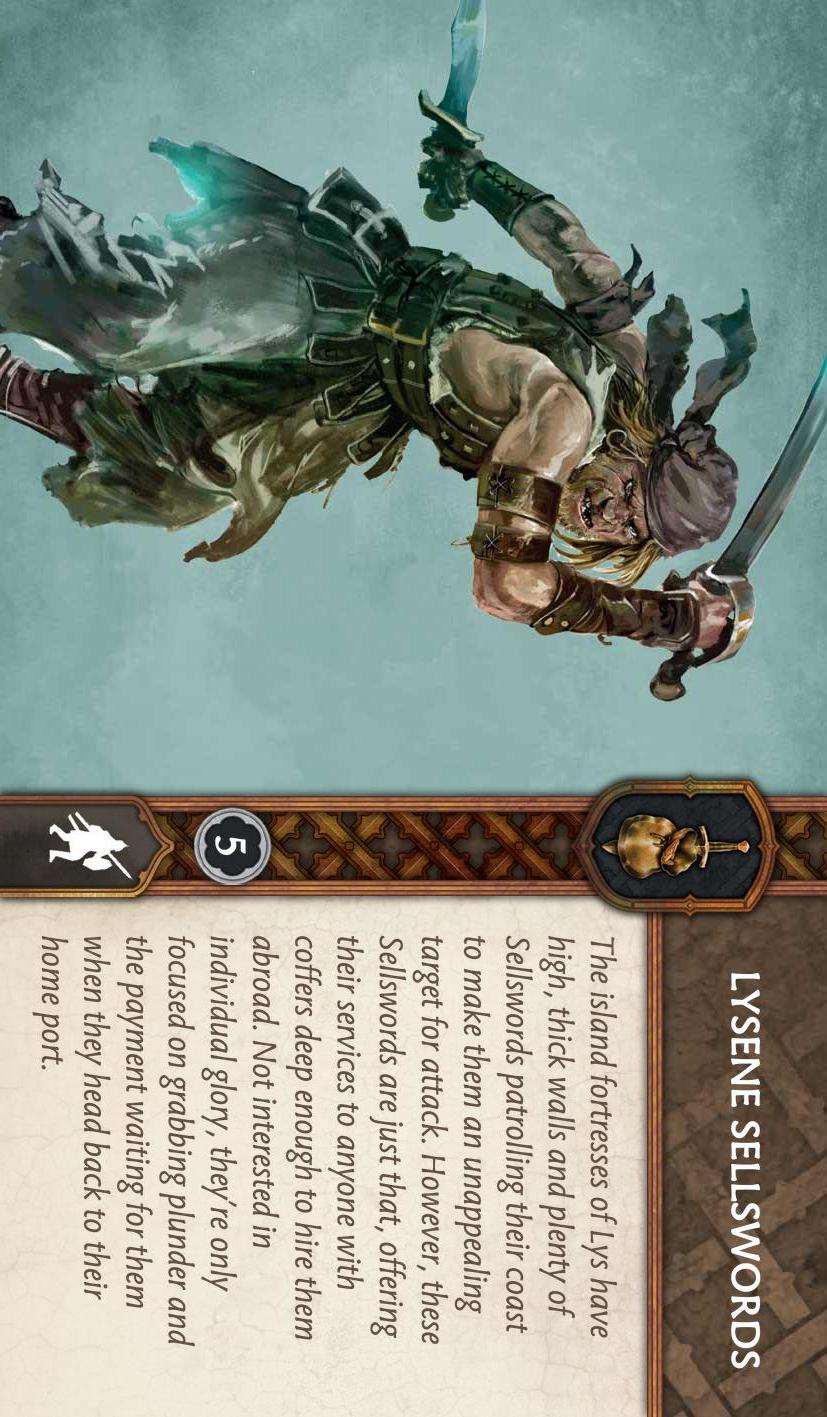 LYSENE SELLSWORDS
5
The island fortresses of Lys have
high, thick walls and plenty of
Sellswords patrolling their coast
to make them an unappealing
target for attack. However, these
Sellswords are just that, offering
their services to anyone with
coffers deep enough to hire them
abroad. Not interested in
individual glory, they're only
focused on grabbing plunder and
the payment waiting for them
when they head back to their
home port.